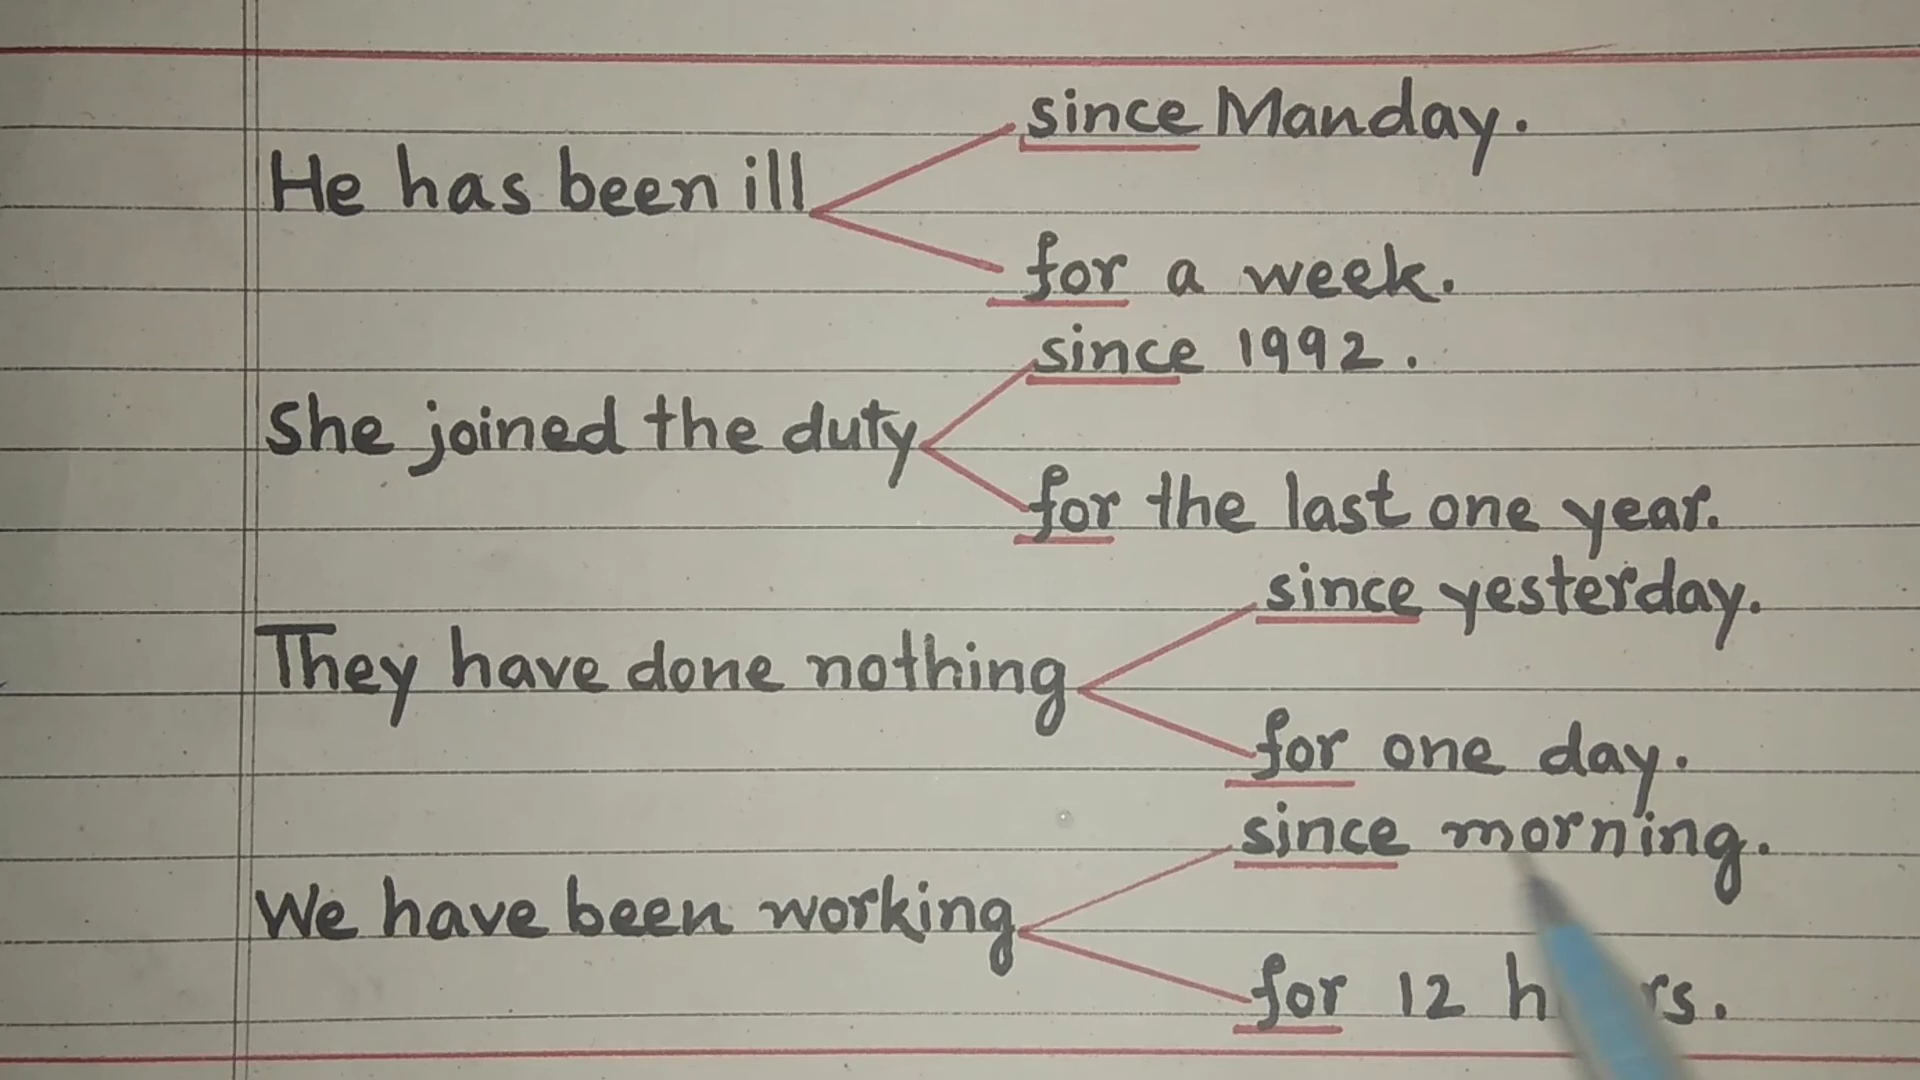 since Manday.
He has been ill
for a week.
since 1992.
She joined the duty
for the last one year.
since yesterday.
They have done nothing
for one day.
since morning.
We have been working
for 12